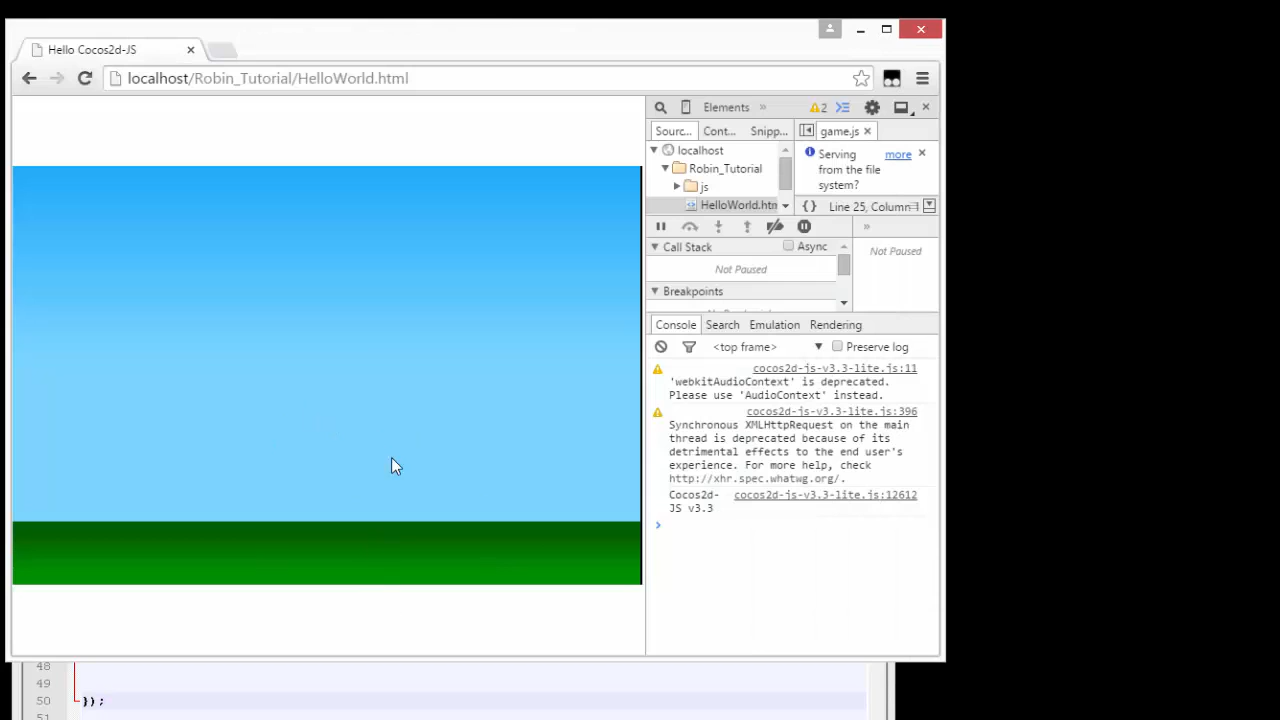 Hello Cocos2d-JS
localhost/Robin_Tutorial/HelloWorld.html
Elements » 2
Sourc... Cont... Snipp... game.js
localhost
Robin_Tutorial
js
HelloWorld.htm
Serving more
from the file
system?
{} Line 25, Column
Call Stack Async
Not Paused
»
Not Paused
Breakpoints
Console Search Emulation Rendering
<top frame> Preserve log
cocos2d-js-v3.3-lite.js:11
'webkitAudioContext' is deprecated.
Please use 'AudioContext' instead.
cocos2d-js-v3.3-lite.js:396
Synchronous XMLHttpRequest on the main
thread is deprecated because of its
detrimental effects to the end user's
experience. For more help, check
http://xhr.spec.whatwg.org/.
Cocos2d- cocos2d-js-v3.3-lite.js:12612
JS v3.3
48
49
50 });
51